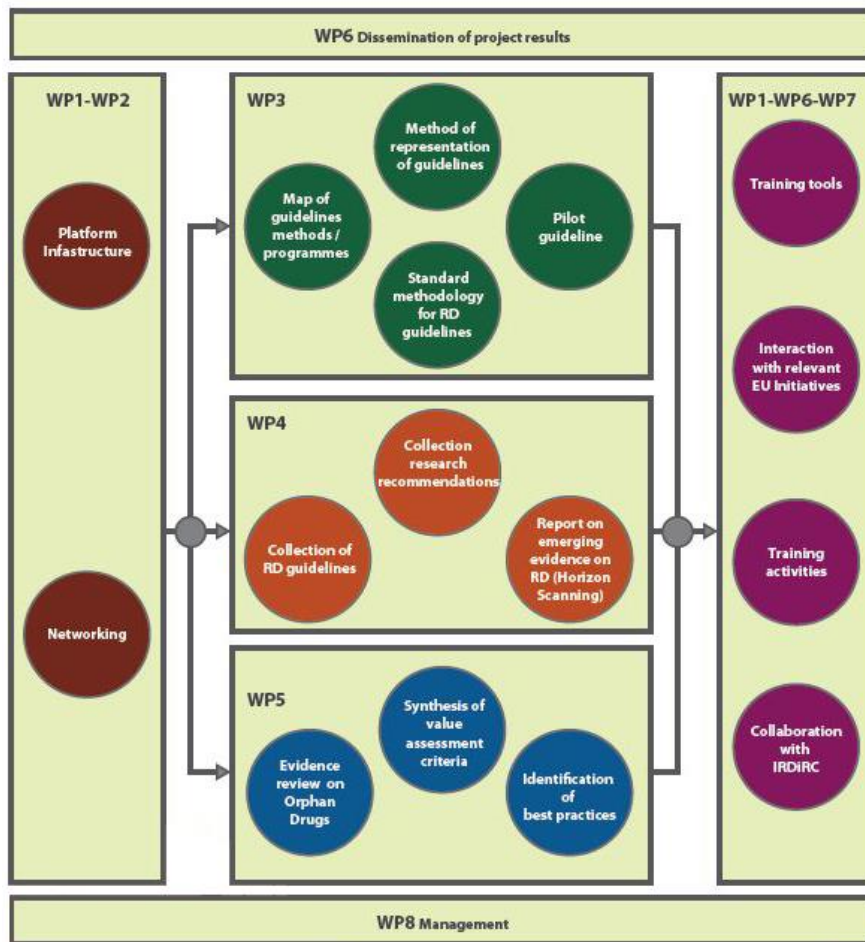 WP6 Dissemination of project results
WP1-WP2
Platform
Infastructure
Networking
WP3
Method of
representation
of guidelines
Map of
guidelines
methods /
programmes
Pilot
guideline
Standard
methodology
for RD
guidelines
WP4
Collection
research
recommendations
Collection of
RD guidelines
Report on
emerging
evidence on
RD (Horizon
Scanning)
WP5
Synthesis of
value
assessment
criteria
Evidence
review on
Orphan
Drugs
Identification
of
best practices
WP1-WP6-WP7
Training tools
Interaction
with relevant
EU Initiatives
Training
activities
Collaboration
with
IRDiRC
WP8 Management